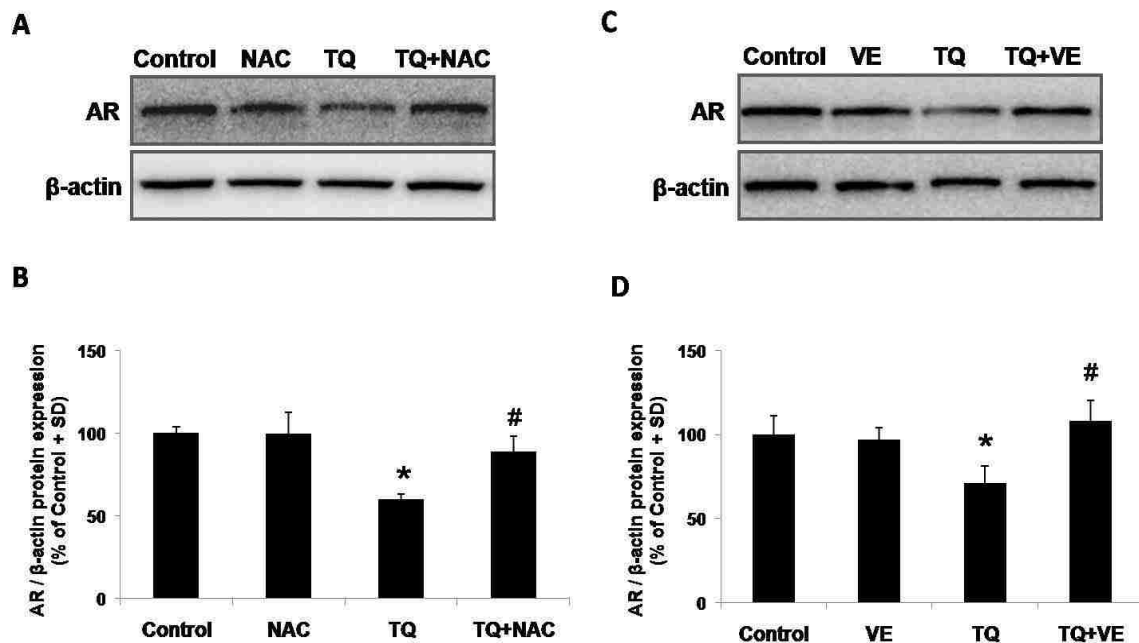 A
Control NAC TQ TQ+NAC
AR
β-actin
B
AR / β-actin protein expression
(% of Control + SD)
150
100
50
0
*
#
Control NAC TQ TQ+NAC
C
Control VE TQ TQ+VE
AR
β-actin
D
AR / β-actin protein expression
(% of Control + SD)
150
100
50
0
*
#
Control VE TQ TQ+VE